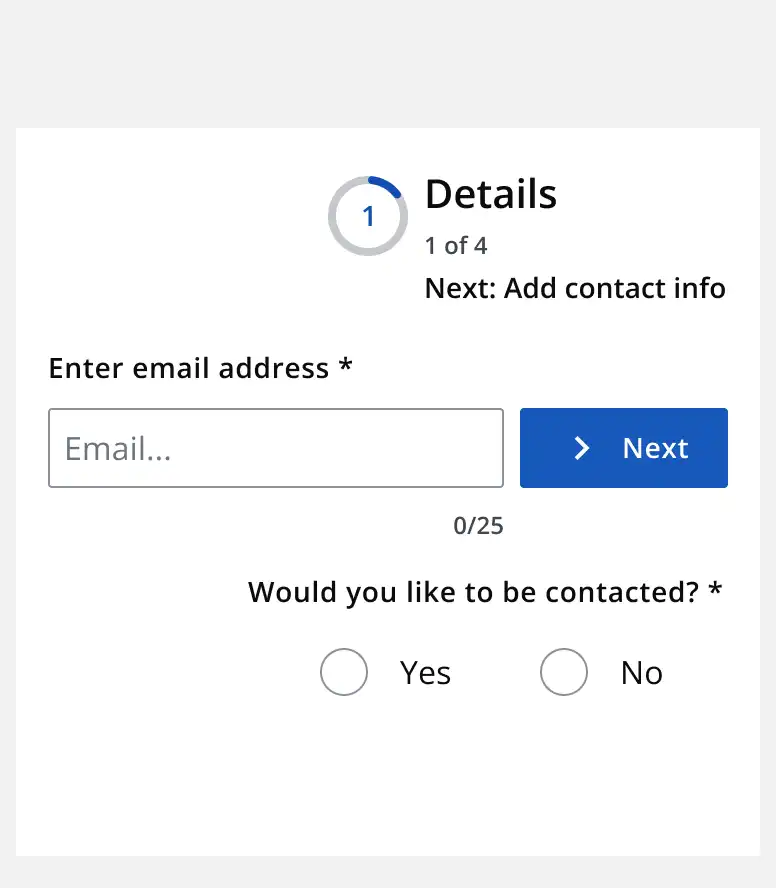 1
Details
1 of 4
Next: Add contact info
Enter email address *
Email...
Next
0/25
Would you like to be contacted? *
Yes
No